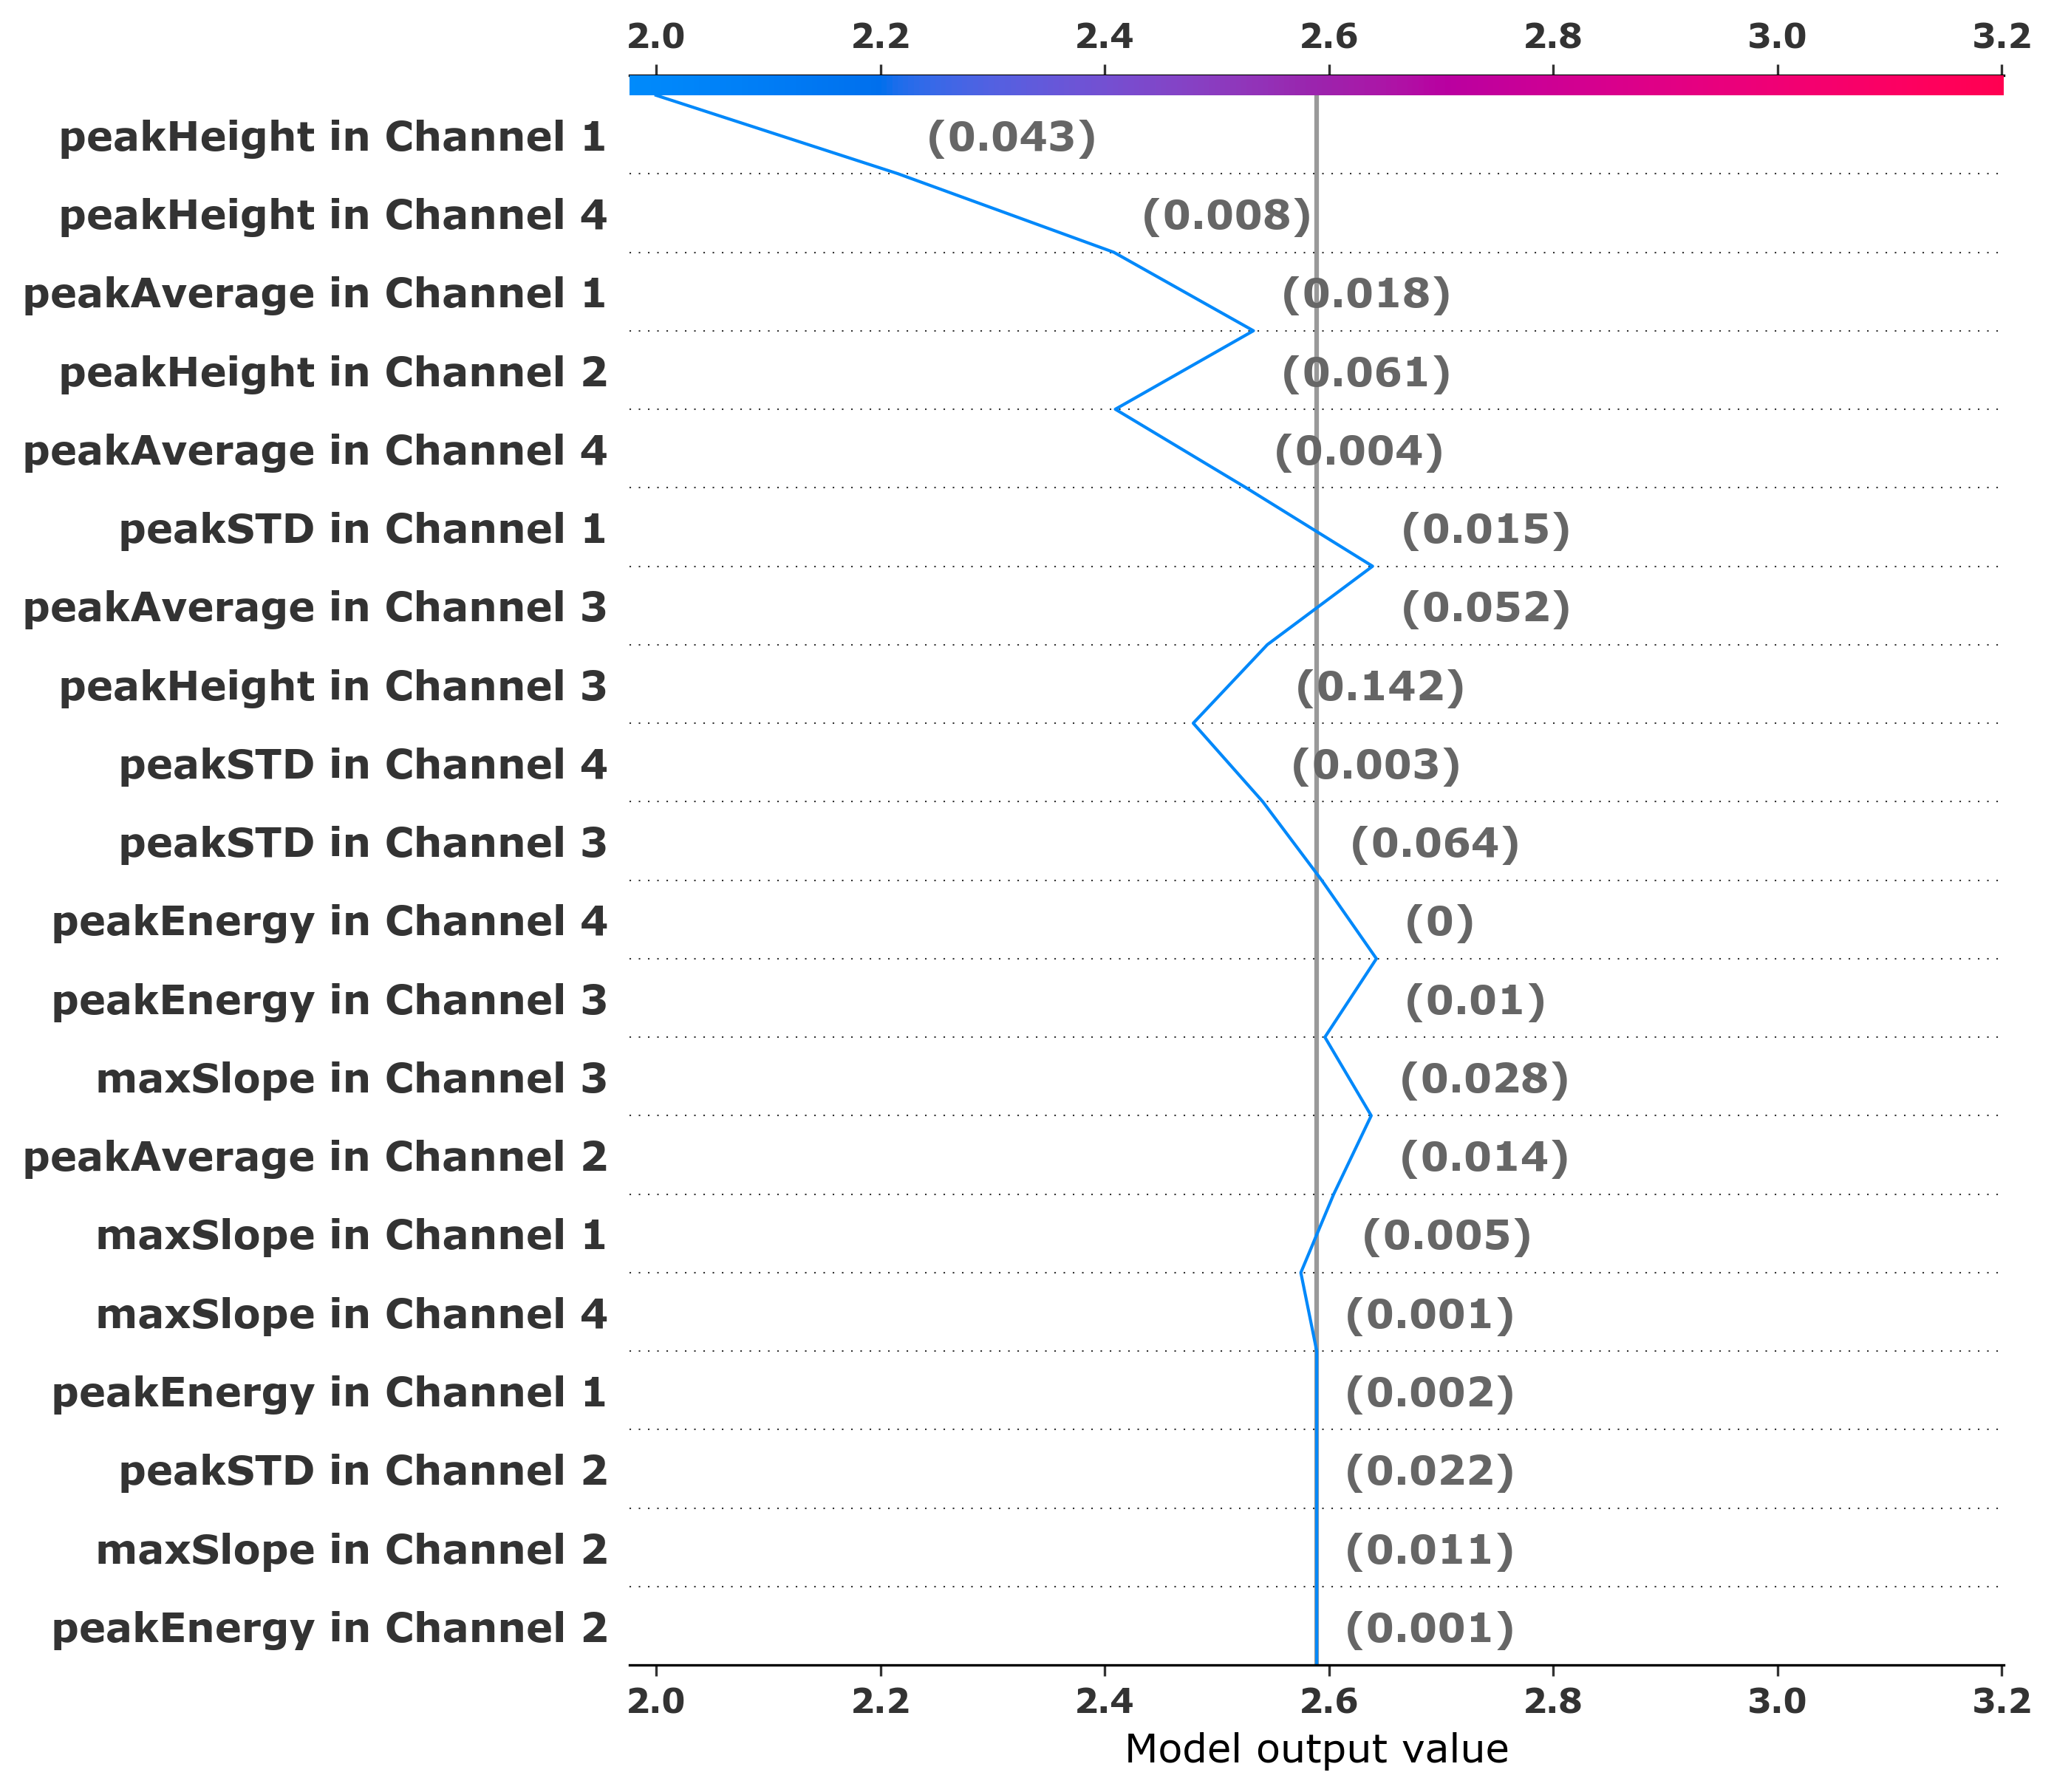 2.0 2.2 2.4 2.6 2.8 3.0 3.2
peakHeight in Channel 1 (0.043)
peakHeight in Channel 4 (0.008)
peakAverage in Channel 1 (0.018)
peakHeight in Channel 2 (0.061)
peakAverage in Channel 4 (0.004)
peakSTD in Channel 1 (0.015)
peakAverage in Channel 3 (0.052)
peakHeight in Channel 3 (0.142)
peakSTD in Channel 4 (0.003)
peakSTD in Channel 3 (0.064)
peakEnergy in Channel 4 (0)
peakEnergy in Channel 3 (0.01)
maxSlope in Channel 3 (0.028)
peakAverage in Channel 2 (0.014)
maxSlope in Channel 1 (0.005)
maxSlope in Channel 4 (0.001)
peakEnergy in Channel 1 (0.002)
peakSTD in Channel 2 (0.022)
maxSlope in Channel 2 (0.011)
peakEnergy in Channel 2 (0.001)
2.0 2.2 2.4 2.6 2.8 3.0 3.2
Model output value